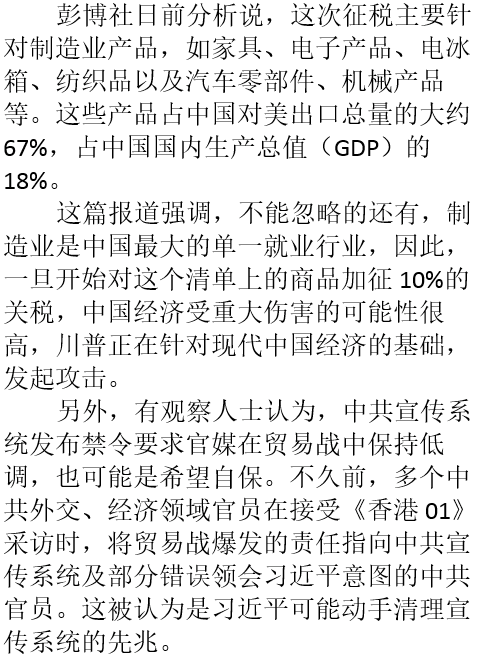 彭博社日前分析说，这次征税主要针
对制造业产品，如家具、电子产品、电冰
箱、纺织品以及汽车零部件、机械产品
等。这些产品占中国对美出口总量的大约
67%，占中国国内生产总值（GDP）的
18%。
这篇报道强调，不能忽略的还有，制
造业是中国最大的单一就业行业，因此，
一旦开始对这个清单上的商品加征 10%的
关税，中国经济受重大伤害的可能性很
高，川普正在针对现代中国经济的基础，
发起攻击。
另外，有观察人士认为，中共宣传系
统发布禁令要求官媒在贸易战中保持低
调，也可能是希望自保。不久前，多个中
共外交、经济领域官员在接受《香港 01》
采访时，将贸易战爆发的责任指向中共宣
传系统及部分错误领会习近平意图的中共
官员。这被认为是习近平可能动手清理宣
传系统的先兆。